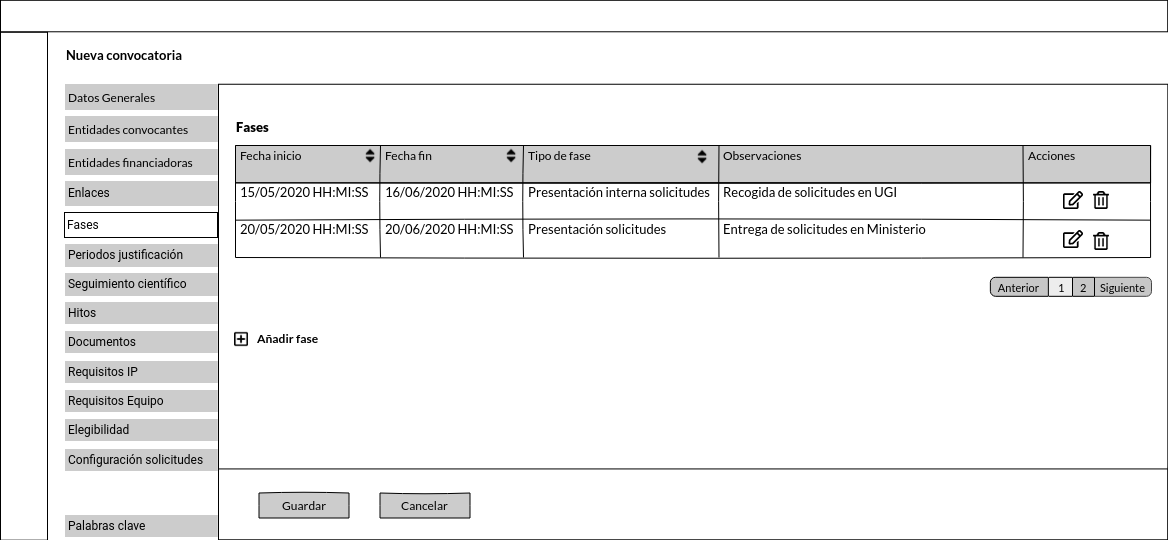 Nueva convocatoria
Datos Generales
Entidades convocantes
Entidades financiadoras
Enlaces
Fases
Periodos justificación
Seguimiento científico
Hitos
Documentos
Requisitos IP
Requisitos Equipo
Elegibilidad
Configuración solicitudes
Palabras clave
Fases
Fecha inicio Fecha fin Tipo de fase Observaciones Acciones
15/05/2020 HH:MI:SS 16/06/2020 HH:MI:SS Presentación interna solicitudes Recogida de solicitudes en UGI
20/05/2020 HH:MI:SS 20/06/2020 HH:MI:SS Presentación solicitudes Entrega de solicitudes en Ministerio
Anterior 1 2 Siguiente
Añadir fase
Guardar Cancelar